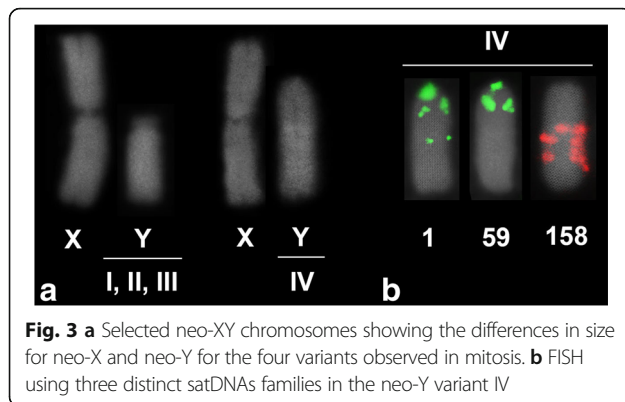 IV
X Y X Y 1 59 158
I, II, III IV
a b
Fig. 3 a Selected neo-XY chromosomes showing the differences in size
for neo-X and neo-Y for the four variants observed in mitosis. b FISH
using three distinct satDNAs families in the neo-Y variant IV